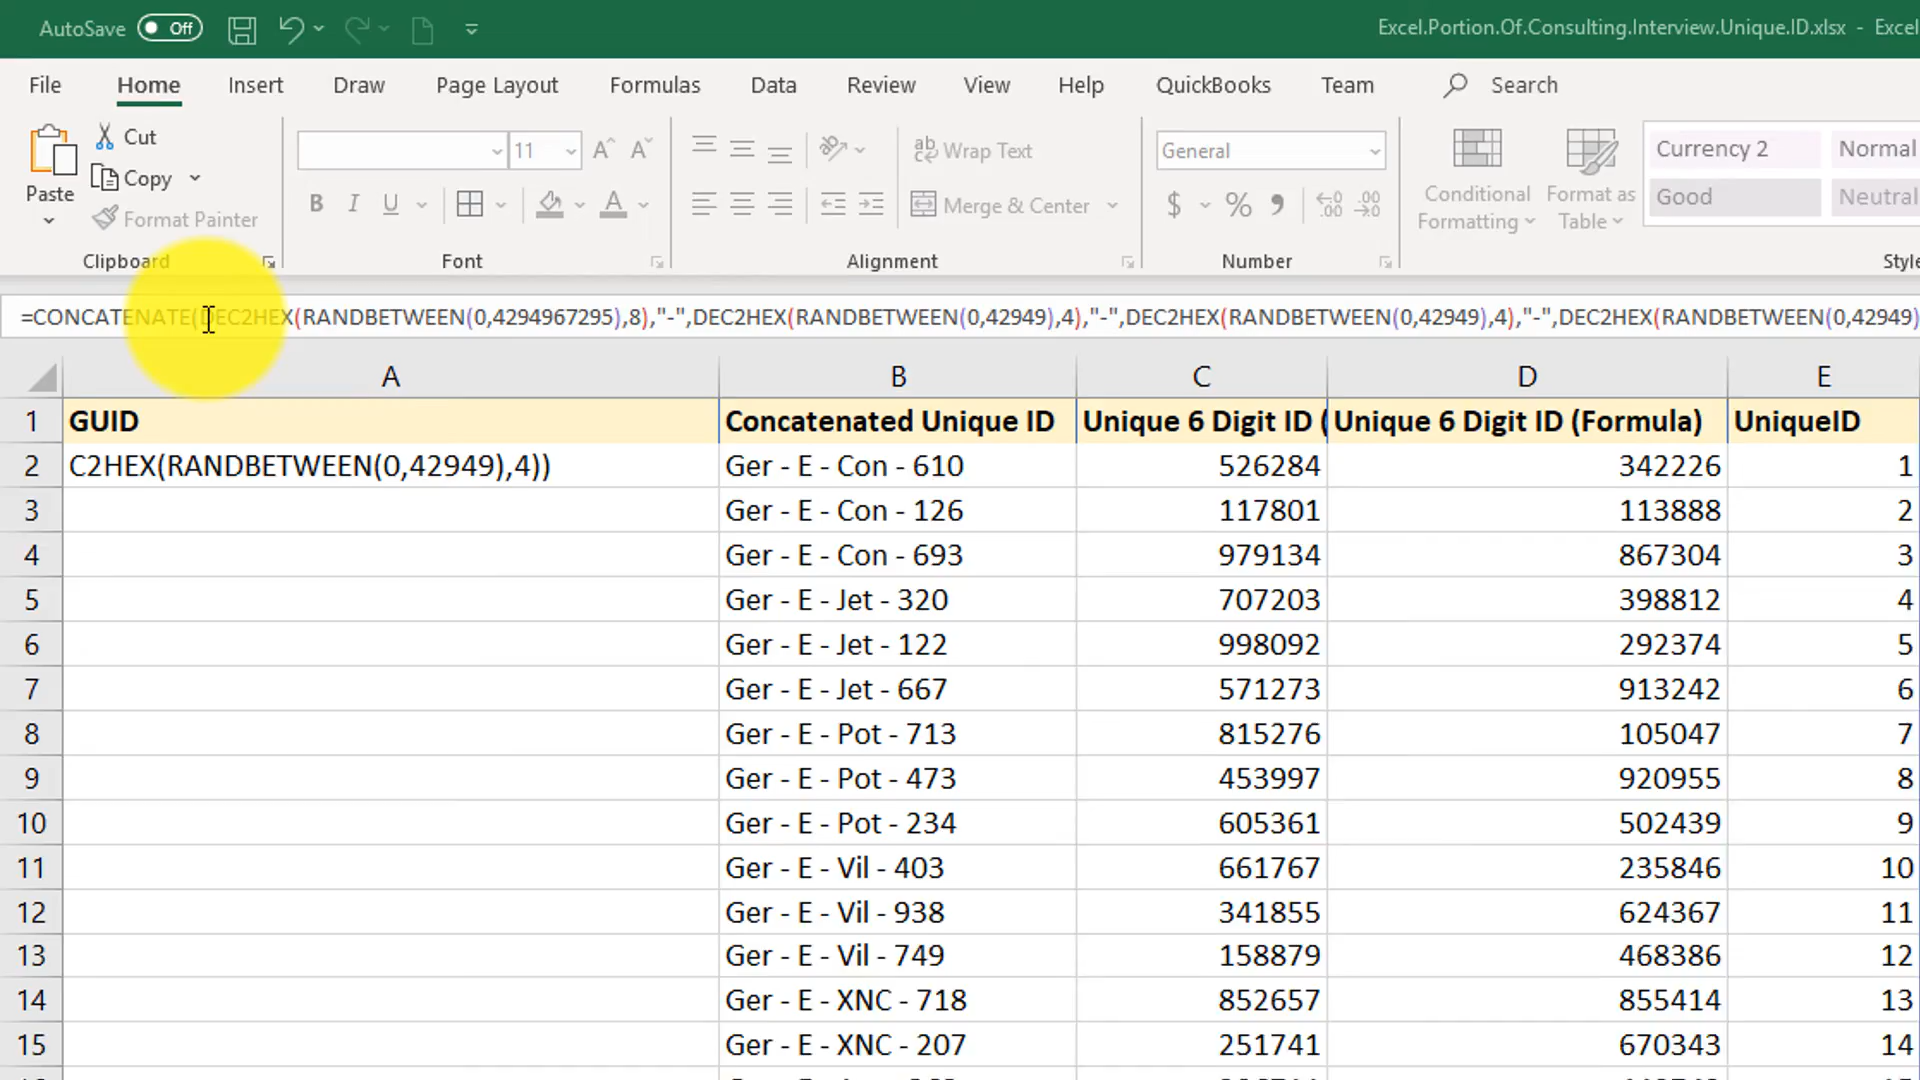 AutoSave Off Excel.Portion.Of.Consulting.Interview.Unique.ID.xlsx - Excel
File Home Insert Draw Page Layout Formulas Data Review View Help QuickBooks Team Search
Paste
Cut
Copy
Format Painter
Clipboard
11
A A
B I U A
Font
ab Wrap Text
Merge & Center
Alignment
General
$ % 9 .00 .00
Number
Conditional Formatting
Format as Table
Currency 2 Normal
Good Neutral
=CONCATENATE(DEC2HEX(RANDBETWEEN(0,4294967295),8),"-",DEC2HEX(RANDBETWEEN(0,42949),4),"-",DEC2HEX(RANDBETWEEN(0,42949),4),"-",DEC2HEX(RANDBETWEEN(0,42949)
A B C D E
1 GUID Concatenated Unique ID Unique 6 Digit ID ( Unique 6 Digit ID (Formula) UniqueID
2 C2HEX(RANDBETWEEN(0,42949),4)) Ger - E - Con - 610 526284 342226 1
3 Ger - E - Con - 126 117801 113888 2
4 Ger - E - Con - 693 979134 867304 3
5 Ger - E - Jet - 320 707203 398812 4
6 Ger - E - Jet - 122 998092 292374 5
7 Ger - E - Jet - 667 571273 913242 6
8 Ger - E - Pot - 713 815276 105047 7
9 Ger - E - Pot - 473 453997 920955 8
10 Ger - E - Pot - 234 605361 502439 9
11 Ger - E - Vil - 403 661767 235846 10
12 Ger - E - Vil - 938 341855 624367 11
13 Ger - E - Vil - 749 158879 468386 12
14 Ger - E - XNC - 718 852657 855414 13
15 Ger - E - XNC - 207 251741 670343 14